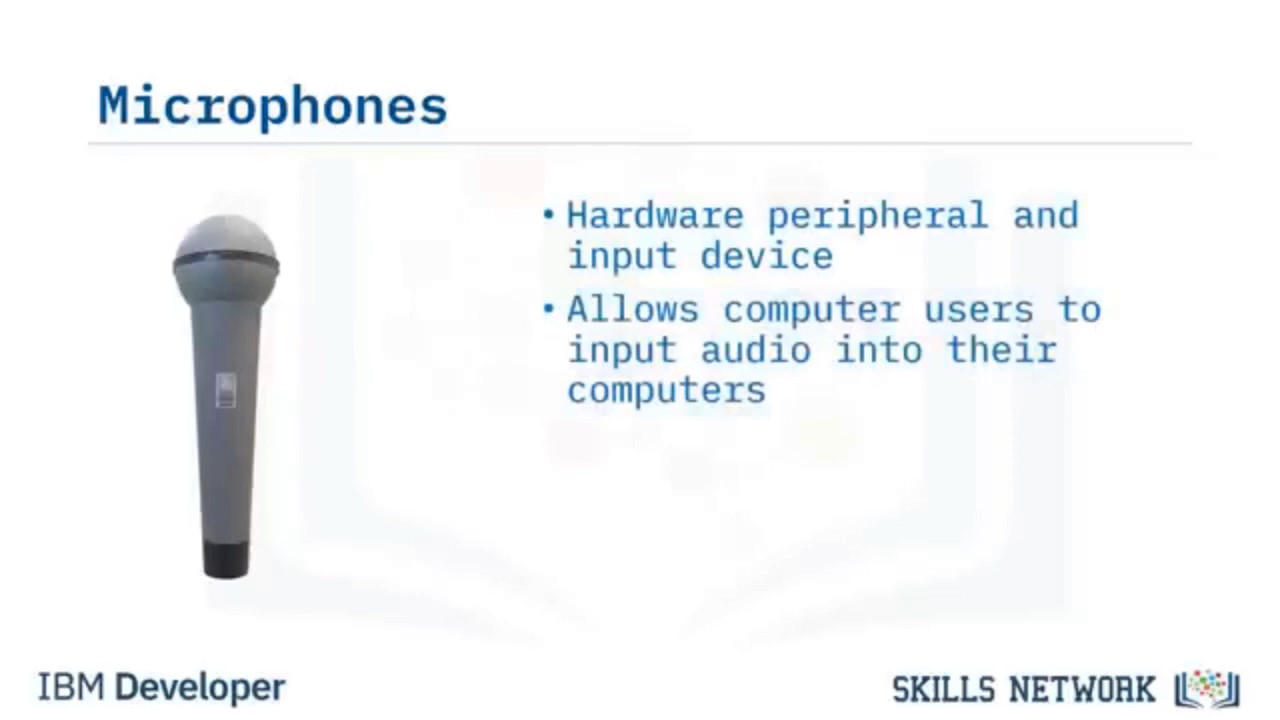 Microphones
• Hardware peripheral and
input device
• Allows computer users to
input audio into their
computers
IBM Developer
SKILLS NETWORK